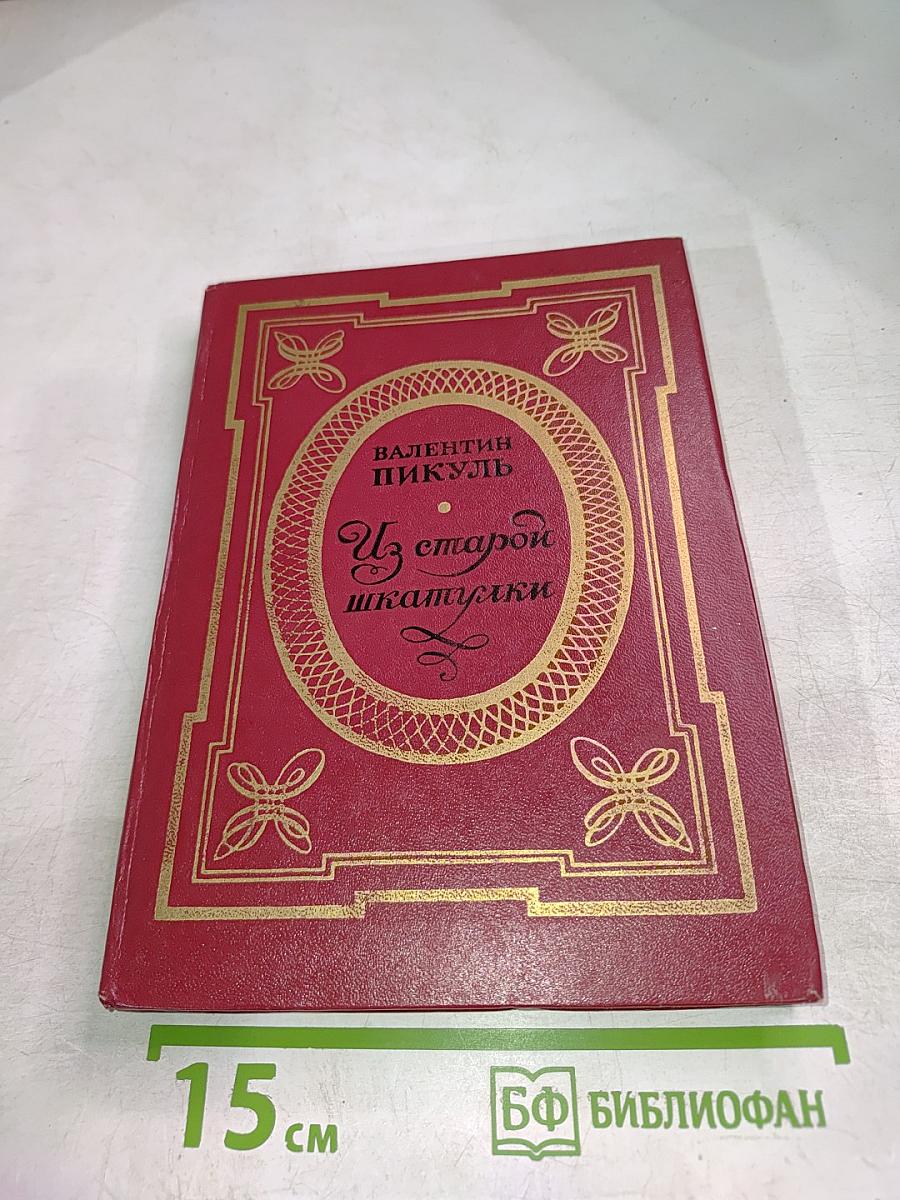 ВАЛЕНТИН
ПИКУЛЬ
Из старой
шкатулки
15 см
БФ БИБЛИОФАН